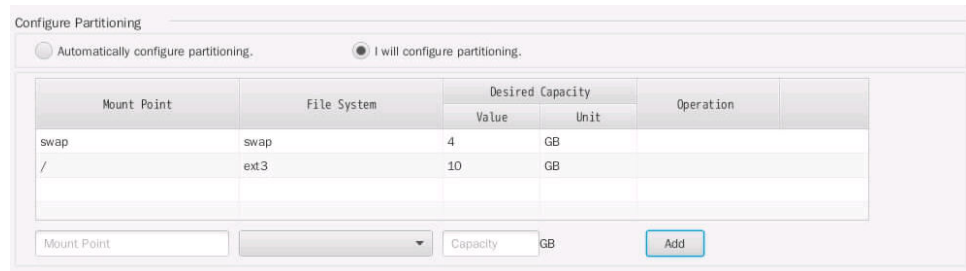 Configure Partitioning
Automatically configure partitioning. I will configure partitioning.
Mount Point File System Desired Capacity Operation
Value Unit
swap swap 4 GB
/ ext3 10 GB
Mount Point Capacity GB Add